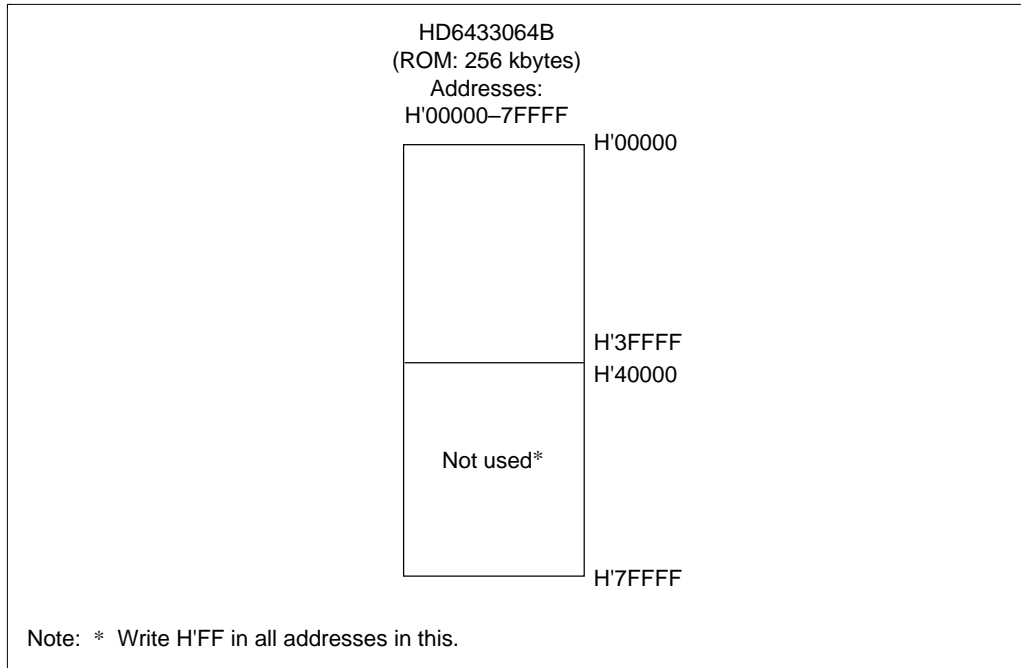 HD6433064B
(ROM: 256 kbytes)
Addresses:
H'00000–7FFFF
H'00000
H'3FFFF
H'40000
Not used*
H'7FFFF
Note: * Write H'FF in all addresses in this.